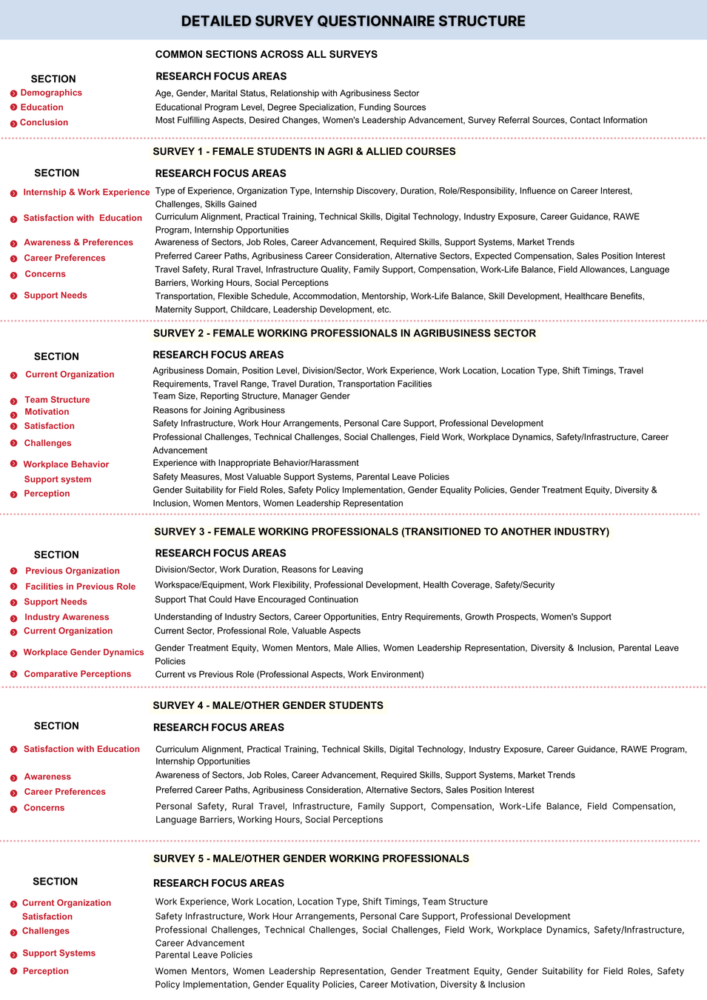 DETAILED SURVEY QUESTIONNAIRE STRUCTURE
COMMON SECTIONS ACROSS ALL SURVEYS
SECTION
RESEARCH FOCUS AREAS
Demographics
Age, Gender, Marital Status, Relationship with Agribusiness Sector
Education
Educational Program Level, Degree Specialization, Funding Sources
Conclusion
Most Fulfilling Aspects, Desired Changes, Women's Leadership Advancement, Survey Referral Sources, Contact Information
SURVEY 1 - FEMALE STUDENTS IN AGRI & ALLIED COURSES
SECTION
RESEARCH FOCUS AREAS
Internship & Work Experience
Type of Experience, Organization Type, Internship Discovery, Duration, Role/Responsibility, Influence on Career Interest,
Challenges, Skills Gained
Satisfaction with Education
Curriculum Alignment, Practical Training, Technical Skills, Digital Technology, Industry Exposure, Career Guidance, RAWE
Program, Internship Opportunities
Awareness & Preferences
Awareness of Sectors, Job Roles, Career Advancement, Required Skills, Support Systems, Market Trends
Career Preferences
Preferred Career Paths, Agribusiness Career Consideration, Alternative Sectors, Expected Compensation, Sales Position Interest
Concerns
Travel Safety, Rural Travel, Infrastructure Quality, Family Support, Compensation, Work-Life Balance, Field Allowances, Language
Barriers, Working Hours, Social Perceptions
Support Needs
Transportation, Flexible Schedule, Accommodation, Mentorship, Work-Life Balance, Skill Development, Healthcare Benefits,
Maternity Support, Childcare, Leadership Development, etc.
SURVEY 2 - FEMALE WORKING PROFESSIONALS IN AGRIBUSINESS SECTOR
SECTION
RESEARCH FOCUS AREAS
Current Organization
Agribusiness Domain, Position Level, Division/Sector, Work Experience, Work Location, Location Type, Shift Timings, Travel
Requirements, Travel Range, Travel Duration, Transportation Facilities
Team Structure
Team Size, Reporting Structure, Manager Gender
Motivation
Reasons for Joining Agribusiness
Satisfaction
Safety Infrastructure, Work Hour Arrangements, Personal Care Support, Professional Development
Challenges
Professional Challenges, Technical Challenges, Social Challenges, Field Work, Workplace Dynamics, Safety/Infrastructure, Career
Advancement
Workplace Behavior
Experience with Inappropriate Behavior/Harassment
Support system
Safety Measures, Most Valuable Support Systems, Parental Leave Policies
Perception
Gender Suitability for Field Roles, Safety Policy Implementation, Gender Equality Policies, Gender Treatment Equity, Diversity &
Inclusion, Women Mentors, Women Leadership Representation
SURVEY 3 - FEMALE WORKING PROFESSIONALS (TRANSITIONED TO ANOTHER INDUSTRY)
SECTION
RESEARCH FOCUS AREAS
Previous Organization
Division/Sector, Work Duration, Reasons for Leaving
Facilities in Previous Role
Workspace/Equipment, Work Flexibility, Professional Development, Health Coverage, Safety/Security
Support Needs
Support That Could Have Encouraged Continuation
Industry Awareness
Understanding of Industry Sectors, Career Opportunities, Entry Requirements, Growth Prospects, Women's Support
Current Organization
Current Sector, Professional Role, Valuable Aspects
Workplace Gender Dynamics
Gender Treatment Equity, Women Mentors, Male Allies, Women Leadership Representation, Diversity & Inclusion, Parental Leave
Policies
Comparative Perceptions
Current vs Previous Role (Professional Aspects, Work Environment)
SURVEY 4 - MALE/OTHER GENDER STUDENTS
SECTION
RESEARCH FOCUS AREAS
Satisfaction with Education
Curriculum Alignment, Practical Training, Technical Skills, Digital Technology, Industry Exposure, Career Guidance, RAWE Program,
Internship Opportunities
Awareness
Awareness of Sectors, Job Roles, Career Advancement, Required Skills, Support Systems, Market Trends
Career Preferences
Preferred Career Paths, Agribusiness Consideration, Alternative Sectors, Sales Position Interest
Concerns
Personal Safety, Rural Travel, Infrastructure, Family Support, Compensation, Work-Life Balance, Field Compensation,
Language Barriers, Working Hours, Social Perceptions
SURVEY 5 - MALE/OTHER GENDER WORKING PROFESSIONALS
SECTION
RESEARCH FOCUS AREAS
Current Organization
Work Experience, Work Location, Location Type, Shift Timings, Team Structure
Satisfaction
Safety Infrastructure, Work Hour Arrangements, Personal Care Support, Professional Development
Challenges
Professional Challenges, Technical Challenges, Social Challenges, Field Work, Workplace Dynamics, Safety/Infrastructure,
Career Advancement
Support Systems
Parental Leave Policies
Perception
Women Mentors, Women Leadership Representation, Gender Treatment Equity, Gender Suitability for Field Roles, Safety
Policy Implementation, Gender Equality Policies, Career Motivation, Diversity & Inclusion